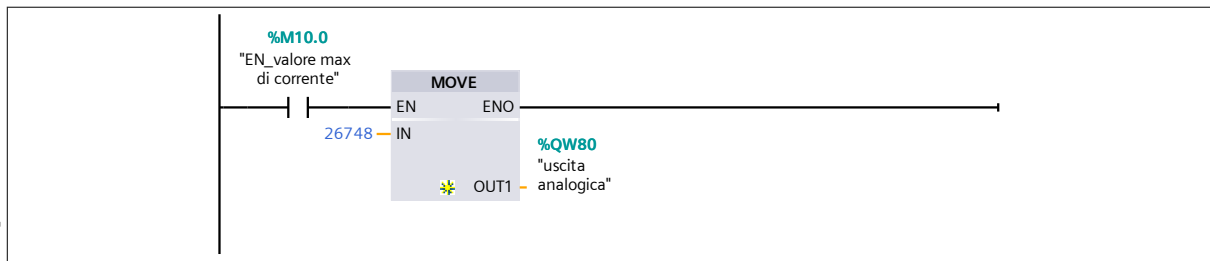 %M10.0
"EN_valore max
di corrente"
MOVE
EN ENO
26748 IN
%QW80
"uscita
OUT1 analogica"